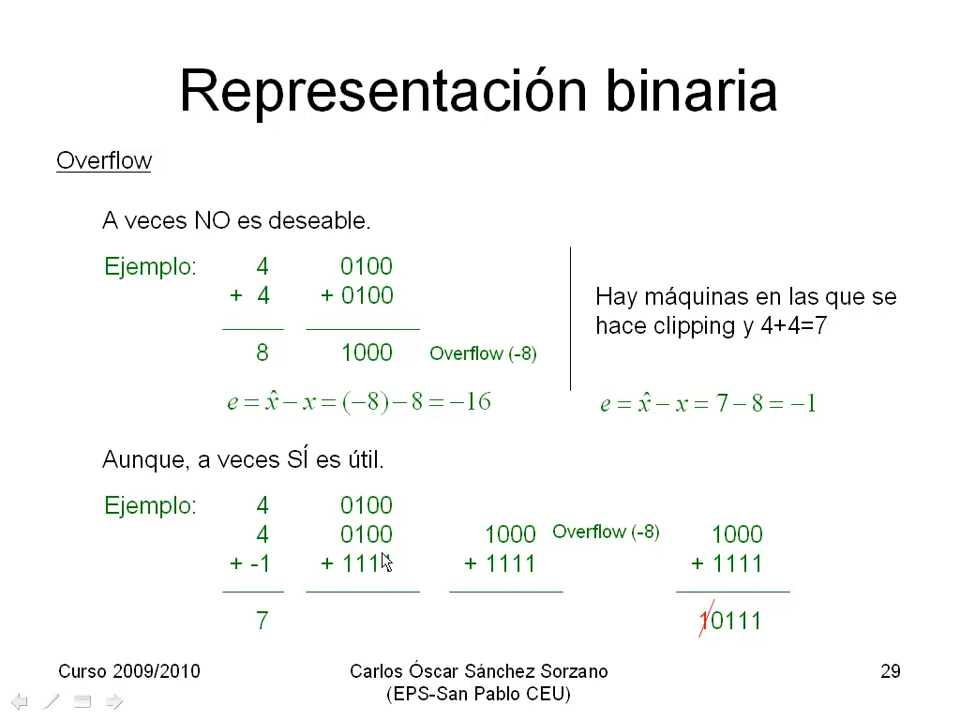 Representación binaria
Overflow
A veces NO es deseable.
Ejemplo: 4 0100
+ 4 + 0100
8 1000 Overflow (-8)
e = x̂ − x = (−8) − 8 = −16
Hay máquinas en las que se
hace clipping y 4+4=7
e = x̂ − x = 7 − 8 = −1
Aunque, a veces SÍ es útil.
Ejemplo: 4 0100
4 0100 1000 Overflow (-8) 1000
+ -1 + 1111 + 1111 + 1111
7 10111
Curso 2009/2010 Carlos Óscar Sánchez Sorzano 29
(EPS-San Pablo CEU)